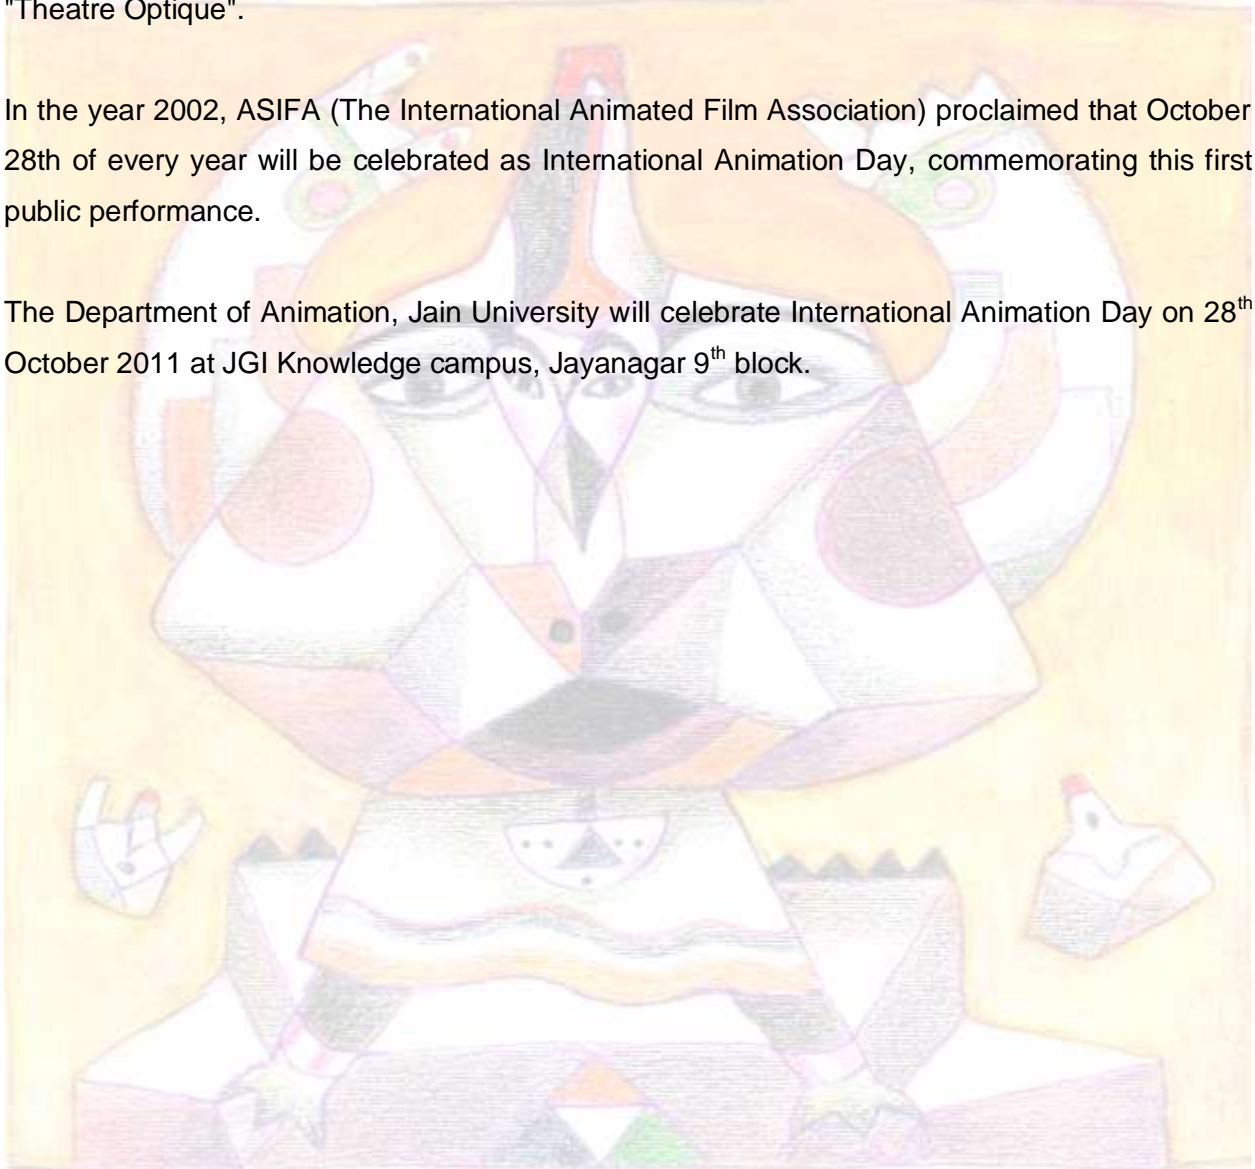 "Theatre Optique".
In the year 2002, ASIFA (The International Animated Film Association) proclaimed that October
28th of every year will be celebrated as International Animation Day, commemorating this first
public performance.
The Department of Animation, Jain University will celebrate International Animation Day on 28th
October 2011 at JGI Knowledge campus, Jayanagar 9th block.